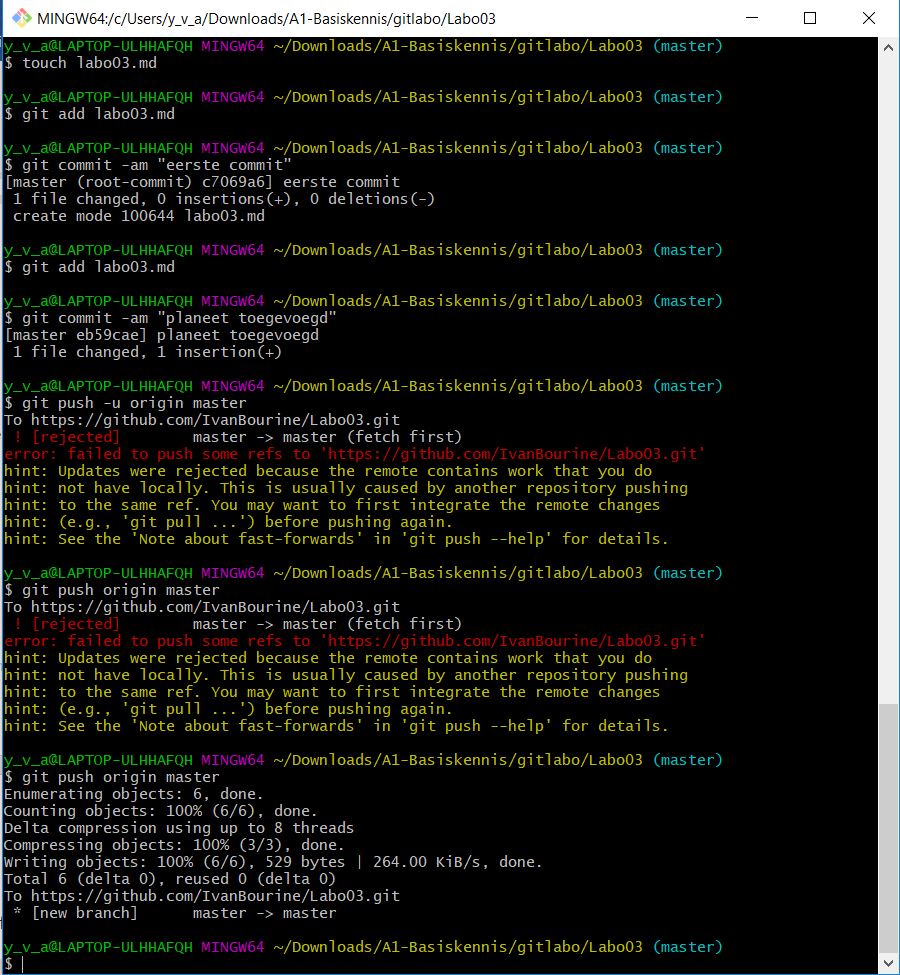 MINGW64:/c/Users/y_v_a/Downloads/A1-Basiskennis/gitlabo/Labo03
y_v_a@LAPTOP-ULHHAFQH MINGW64 ~/Downloads/A1-Basiskennis/gitlabo/Labo03 (master)
$ touch labo03.md
y_v_a@LAPTOP-ULHHAFQH MINGW64 ~/Downloads/A1-Basiskennis/gitlabo/Labo03 (master)
$ git add labo03.md
y_v_a@LAPTOP-ULHHAFQH MINGW64 ~/Downloads/A1-Basiskennis/gitlabo/Labo03 (master)
$ git commit -am "eerste commit"
[master (root-commit) c7069a6] eerste commit
 1 file changed, 0 insertions(+), 0 deletions(-)
 create mode 100644 labo03.md
y_v_a@LAPTOP-ULHHAFQH MINGW64 ~/Downloads/A1-Basiskennis/gitlabo/Labo03 (master)
$ git add labo03.md
y_v_a@LAPTOP-ULHHAFQH MINGW64 ~/Downloads/A1-Basiskennis/gitlabo/Labo03 (master)
$ git commit -am "planeet toegevoegd"
[master eb59cae] planeet toegevoegd
 1 file changed, 1 insertion(+)
y_v_a@LAPTOP-ULHHAFQH MINGW64 ~/Downloads/A1-Basiskennis/gitlabo/Labo03 (master)
$ git push -u origin master
To https://github.com/IvanBourine/Labo03.git
 ! [rejected]        master -> master (fetch first)
error: failed to push some refs to 'https://github.com/IvanBourine/Labo03.git'
hint: Updates were rejected because the remote contains work that you do
hint: not have locally. This is usually caused by another repository pushing
hint: to the same ref. You may want to first integrate the remote changes
hint: (e.g., 'git pull ...') before pushing again.
hint: See the 'Note about fast-forwards' in 'git push --help' for details.
y_v_a@LAPTOP-ULHHAFQH MINGW64 ~/Downloads/A1-Basiskennis/gitlabo/Labo03 (master)
$ git push origin master
To https://github.com/IvanBourine/Labo03.git
 ! [rejected]        master -> master (fetch first)
error: failed to push some refs to 'https://github.com/IvanBourine/Labo03.git'
hint: Updates were rejected because the remote contains work that you do
hint: not have locally. This is usually caused by another repository pushing
hint: to the same ref. You may want to first integrate the remote changes
hint: (e.g., 'git pull ...') before pushing again.
hint: See the 'Note about fast-forwards' in 'git push --help' for details.
y_v_a@LAPTOP-ULHHAFQH MINGW64 ~/Downloads/A1-Basiskennis/gitlabo/Labo03 (master)
$ git push origin master
Enumerating objects: 6, done.
Counting objects: 100% (6/6), done.
Delta compression using up to 8 threads
Compressing objects: 100% (3/3), done.
Writing objects: 100% (6/6), 529 bytes | 264.00 KiB/s, done.
Total 6 (delta 0), reused 0 (delta 0)
To https://github.com/IvanBourine/Labo03.git
 * [new branch]      master -> master
y_v_a@LAPTOP-ULHHAFQH MINGW64 ~/Downloads/A1-Basiskennis/gitlabo/Labo03 (master)
$